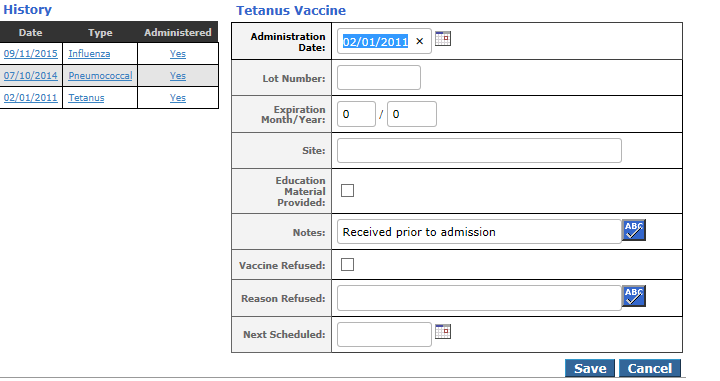 History
Date Type Administered
09/11/2015 Influenza Yes
07/10/2014 Pneumococcal Yes
02/01/2011 Tetanus Yes
Tetanus Vaccine
Administration
Date: 02/01/2011 ×
Lot Number:
Expiration
Month/Year: 0 / 0
Site:
Education
Material
Provided:
Notes: Received prior to admission ABC
Vaccine Refused:
Reason Refused: ABC
Next Scheduled:
Save Cancel